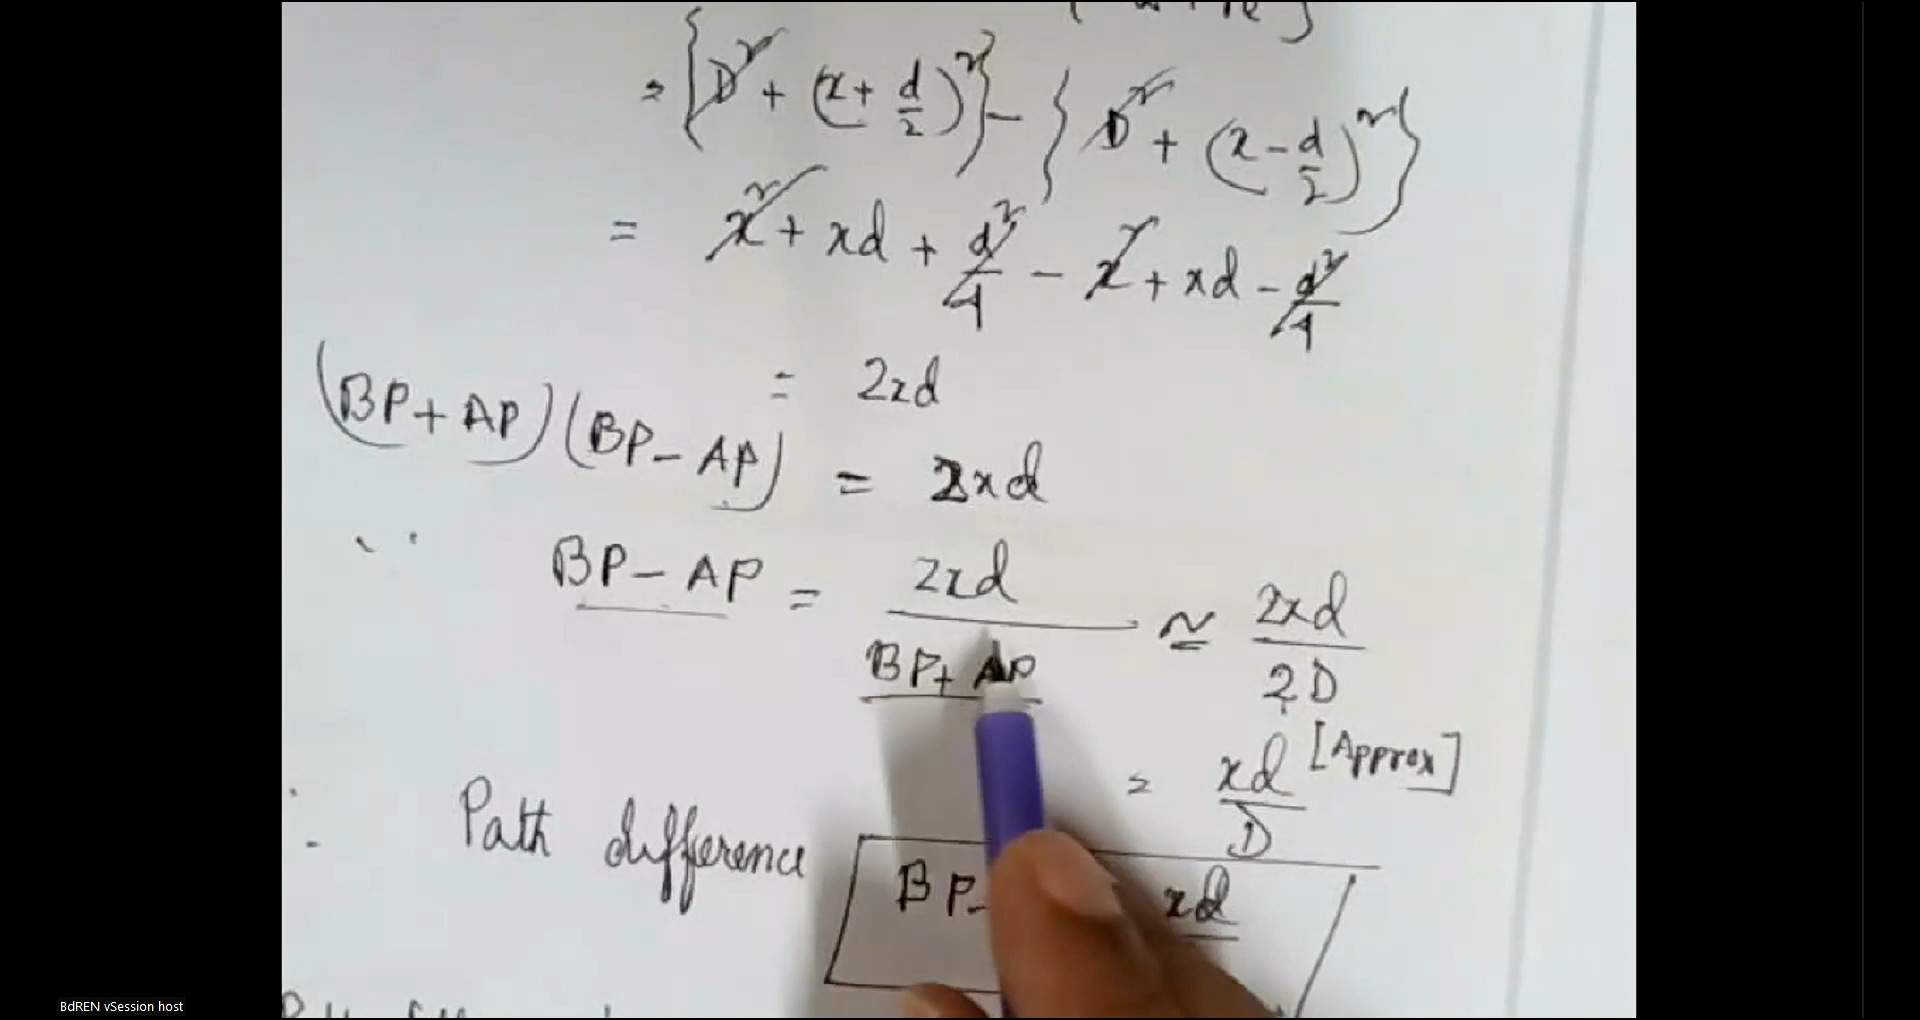 = {D² + (x + d/2)²} - {D² + (x - d/2)²}
= x² + xd + d²/4 - x² + xd - d²/4
= 2xd
(BP + AP) (BP - AP) = 2xd
BP - AP = 2xd / BP + AP ≃ 2xd / 2D
= xd / D [Approx]
∴ Path difference BP - xd
BdREN vSession host